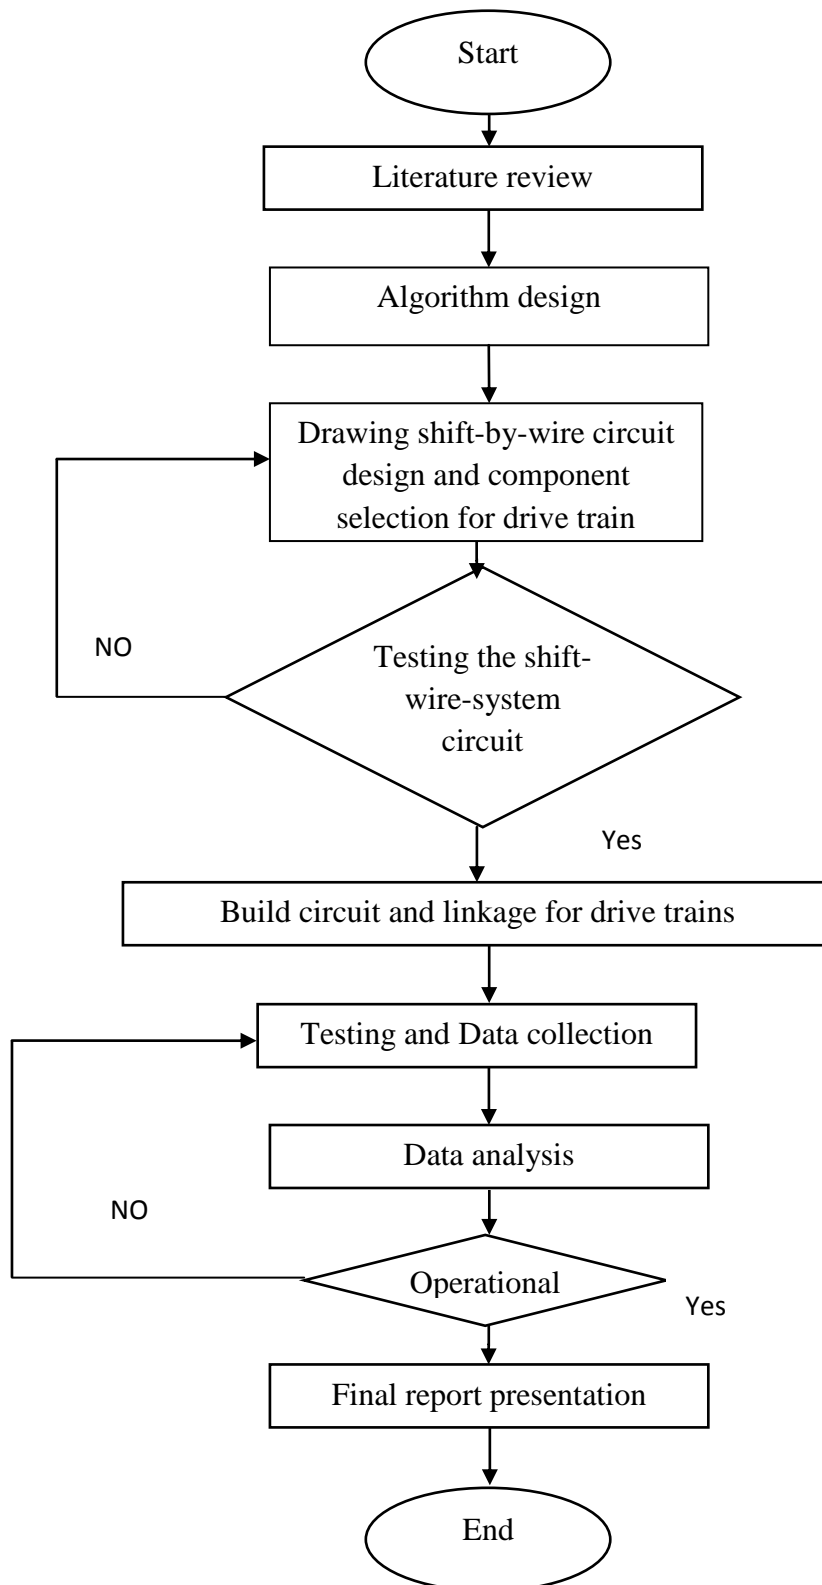 Start
Literature review
Algorithm design
Drawing shift-by-wire circuit
design and component
selection for drive train
NO
Testing the shift-
wire-system
circuit
Yes
Build circuit and linkage for drive trains
Testing and Data collection
Data analysis
NO
Operational
Yes
Final report presentation
End